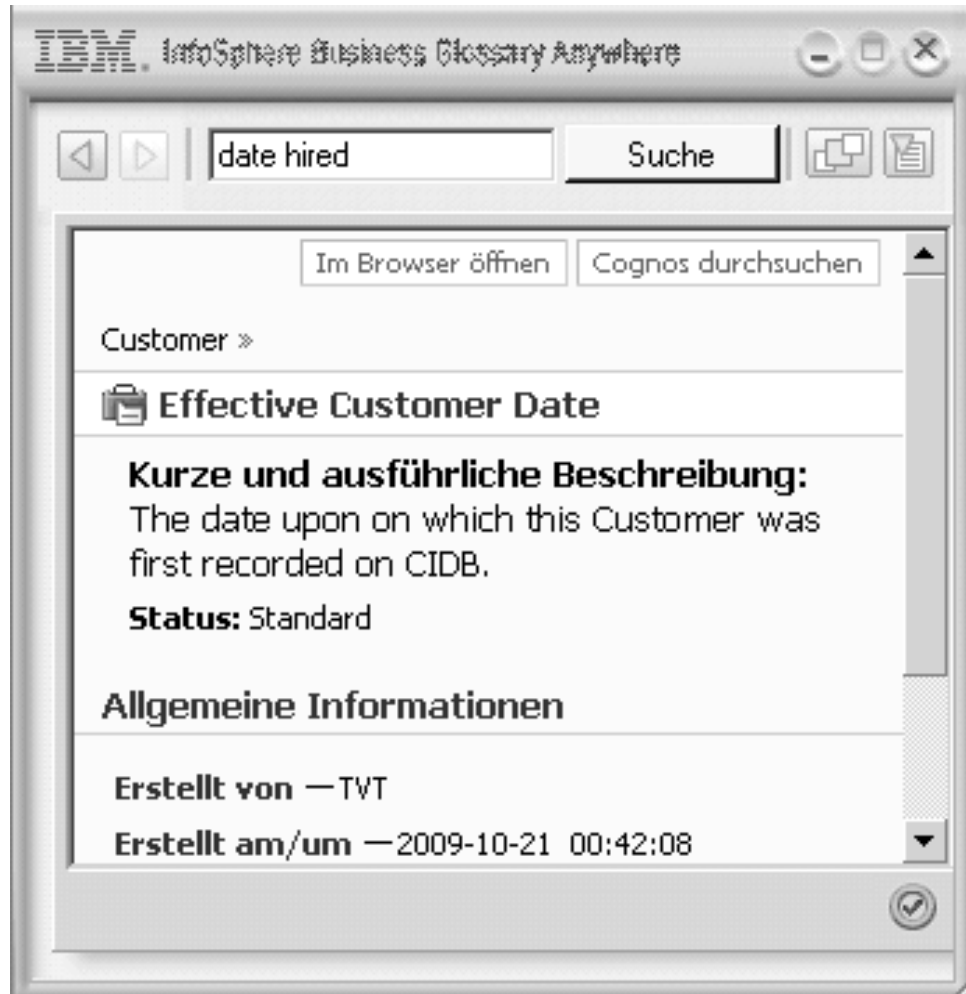 IBM. InfoSphere Business Glossary Anywhere
date hired Suche
Im Browser öffnen Cognos durchsuchen
Customer »
Effective Customer Date
Kurze und ausführliche Beschreibung:
The date upon on which this Customer was
first recorded on CIDB.
Status: Standard
Allgemeine Informationen
Erstellt von —TVT
Erstellt am/um —2009-10-21 00:42:08